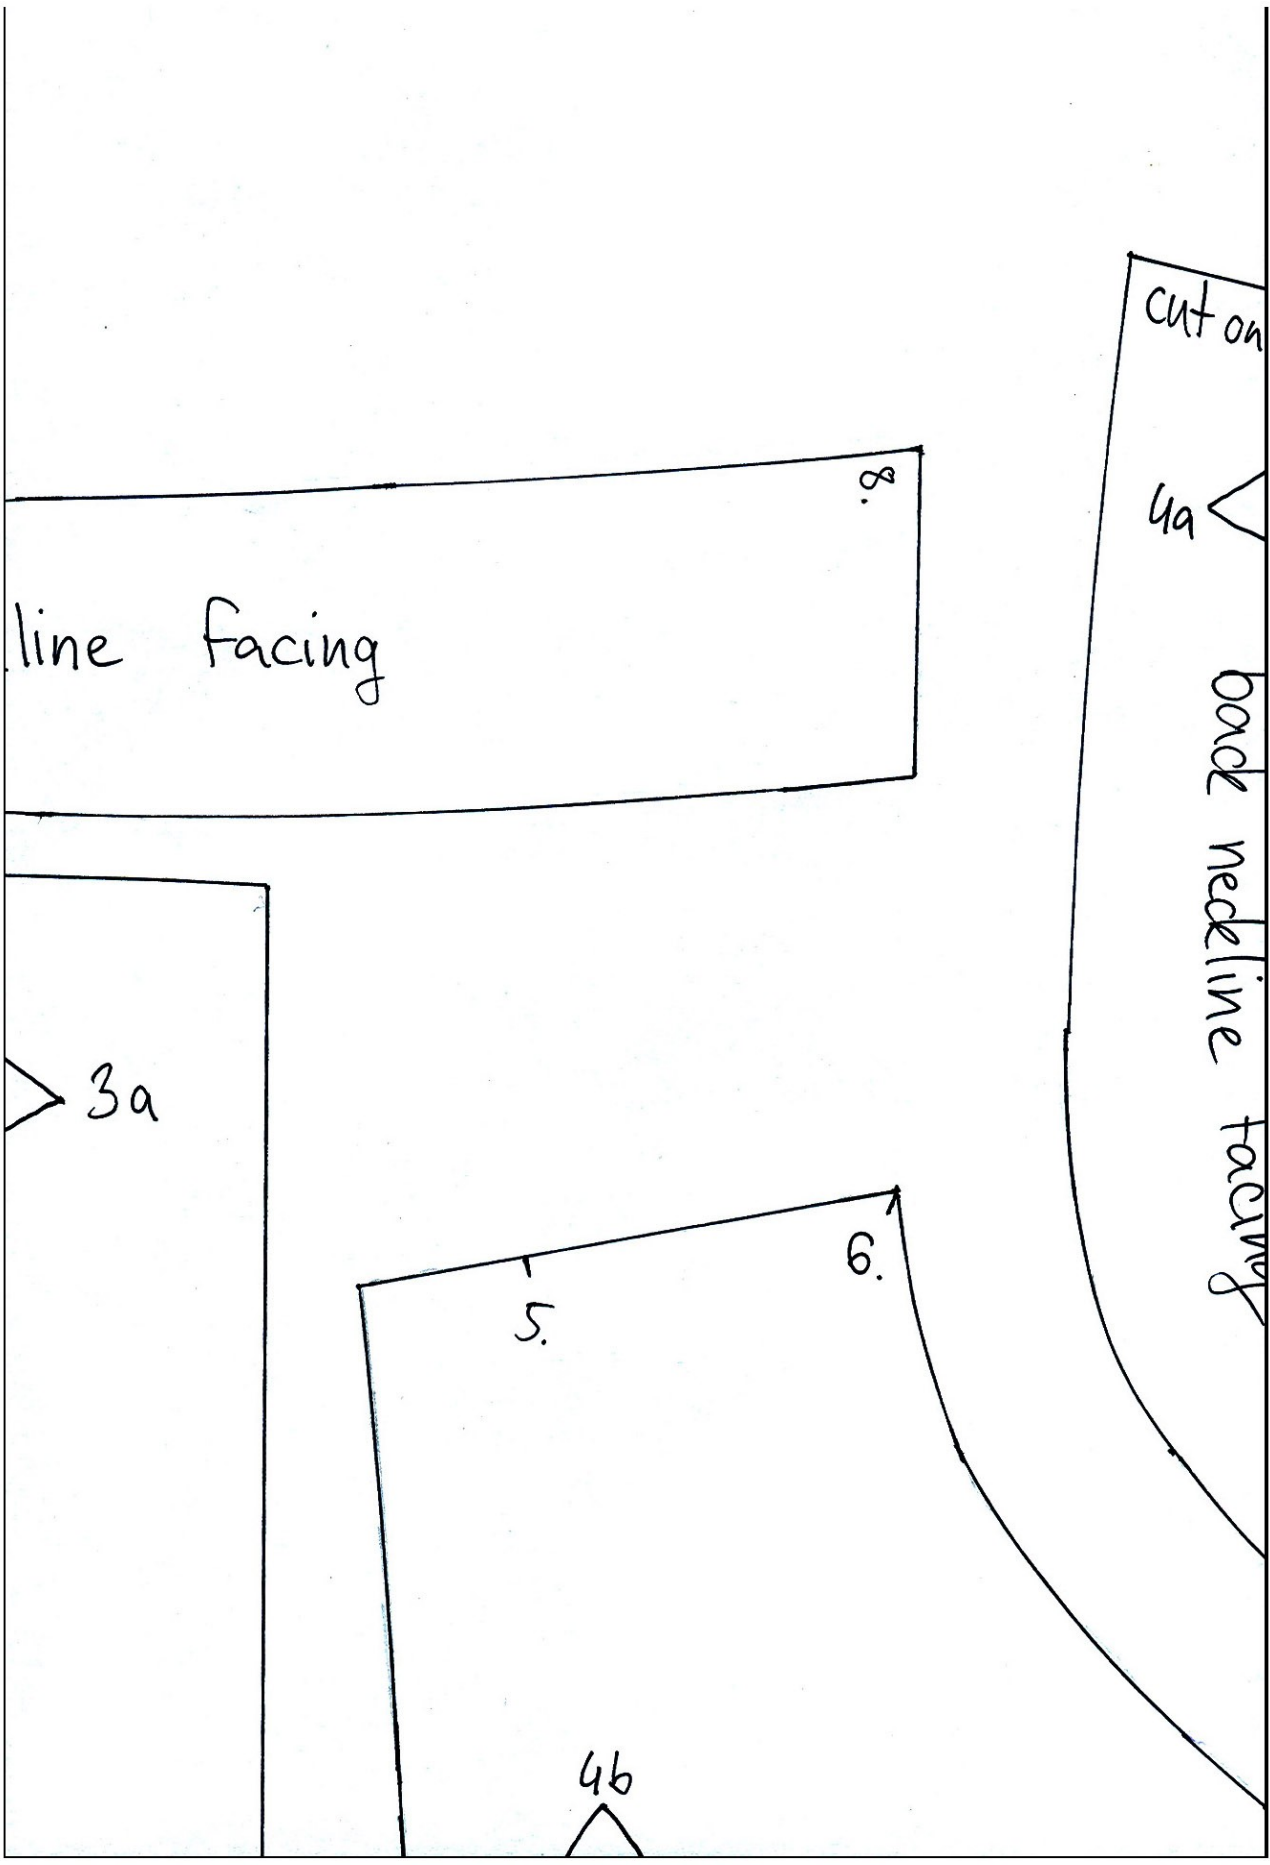 cut on
8.
4a
line facing
back neckline facing
3a
6.
5.
4b